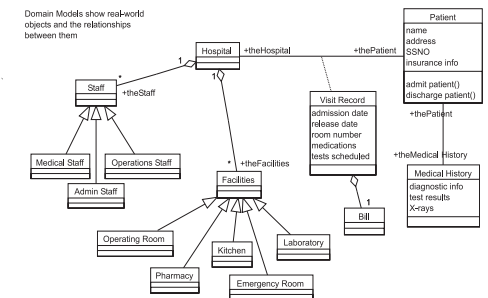 Domain Models show real-world
objects and the relationships
between them
Patient
name
address
SSNO
insurance info
admit patient()
discharge patient()
Hospital
+theHospital
+thePatient
1
1
*
Staff
+theStaff
Visit Record
admission date
release date
room number
medications
tests scheduled
+thePatient
+theMedical History
Medical Staff
Operations Staff
Admin Staff
* +theFacilities
Facilities
Medical History
diagnostic info
test results
X-rays
1
Bill
Operating Room
Kitchen
Laboratory
Pharmacy
Emergency Room